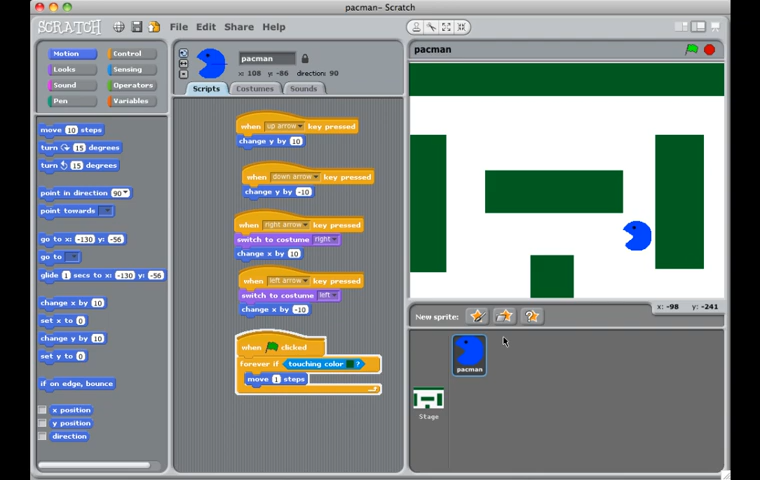 pacman- Scratch
SCRATCH File Edit Share Help
Motion Control
Looks Sensing
Sound Operators
Pen Variables
move 10 steps
turn 15 degrees
turn 15 degrees
point in direction 90
point towards
go to x: -130 y: -56
go to
glide 1 secs to x: -130 y: -56
change x by 10
set x to 0
change y by 10
set y to 0
if on edge, bounce
x position
y position
direction
pacman
x: 108 y: -86 direction: 90
Scripts Costumes Sounds
when up arrow key pressed
change y by 10
when down arrow key pressed
change y by -10
when right arrow key pressed
switch to costume right
change x by 10
when left arrow key pressed
switch to costume left
change x by -10
when clicked
forever if touching color ?
move 1 steps
pacman
x: -98 y: -241
New sprite:
pacman
Stage